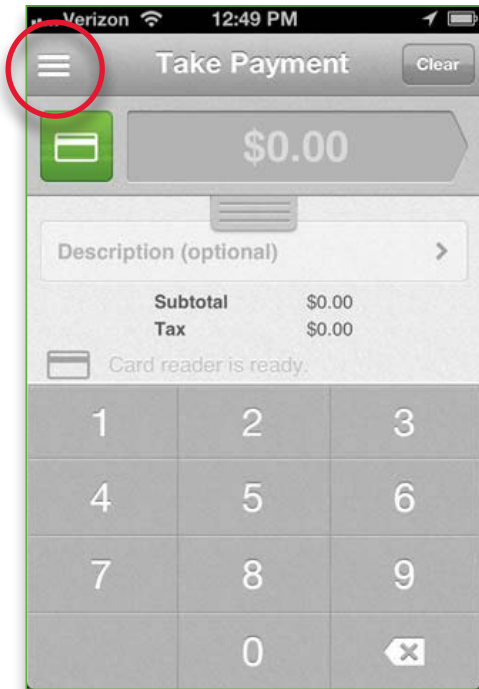 Verizon 12:49 PM
Take Payment Clear
$0.00
Description (optional)
Subtotal $0.00
Tax $0.00
Card reader is ready.
1 2 3
4 5 6
7 8 9
0